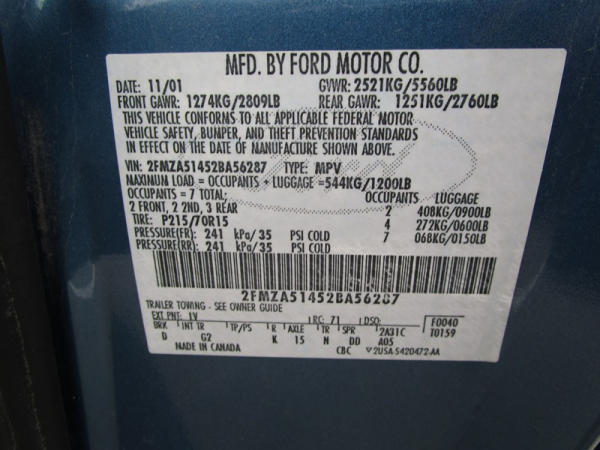 MFD. BY FORD MOTOR CO.
DATE: 11/01 GVWR: 2521KG/5560LB
FRONT GAWR: 1274KG/2809LB REAR GAWR: 1251KG/2760LB
THIS VEHICLE CONFORMS TO ALL APPLICABLE FEDERAL MOTOR
VEHICLE SAFETY, BUMPER, AND THEFT PREVENTION STANDARDS
IN EFFECT ON THE DATE OF MANUFACTURE SHOWN ABOVE.
VIN: 2FMZA51452BA56287 TYPE: MPV
MAXIMUM LOAD = OCCUPANTS + LUGGAGE =544KG/1200LB
OCCUPANTS = 7 TOTAL: OCCUPANTS LUGGAGE
2 FRONT, 2 2ND, 3 REAR 2 408KG/0900LB
TIRE: P215/70R15 4 272KG/0600LB
PRESSURE(FR): 241 kPa/35 PSI COLD 7 068KG/0150LB
PRESSURE(RR): 241 kPa/35 PSI COLD
2FMZA51452BA56287
TRAILER TOWING - SEE OWNER GUIDE
EXT PNT: 1V RC: 71 DSO: F0040
BRK INT TR TP/PS R AXLE TR SPR 2A31C T0159
D G2 K 15 N DD A05
MADE IN CANADA CBC 2USA-5420472-AA